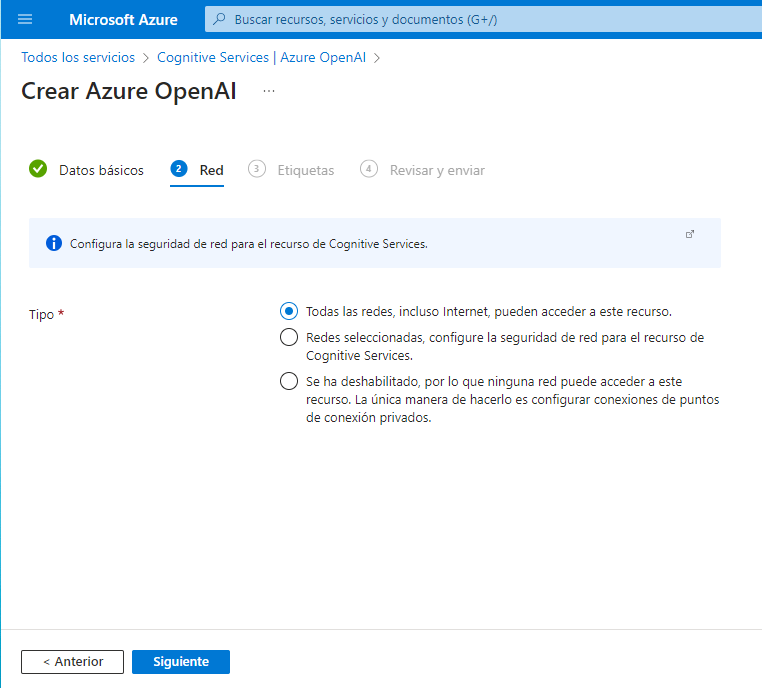 Microsoft Azure
Buscar recursos, servicios y documentos (G+/)
Todos los servicios > Cognitive Services | Azure OpenAI >
Crear Azure OpenAI ...
Datos básicos
2 Red
3 Etiquetas
4 Revisar y enviar
Configura la seguridad de red para el recurso de Cognitive Services.
Tipo *
Todas las redes, incluso Internet, pueden acceder a este recurso.
Redes seleccionadas, configure la seguridad de red para el recurso de
Cognitive Services.
Se ha deshabilitado, por lo que ninguna red puede acceder a este
recurso. La única manera de hacerlo es configurar conexiones de puntos
de conexión privados.
< Anterior
Siguiente